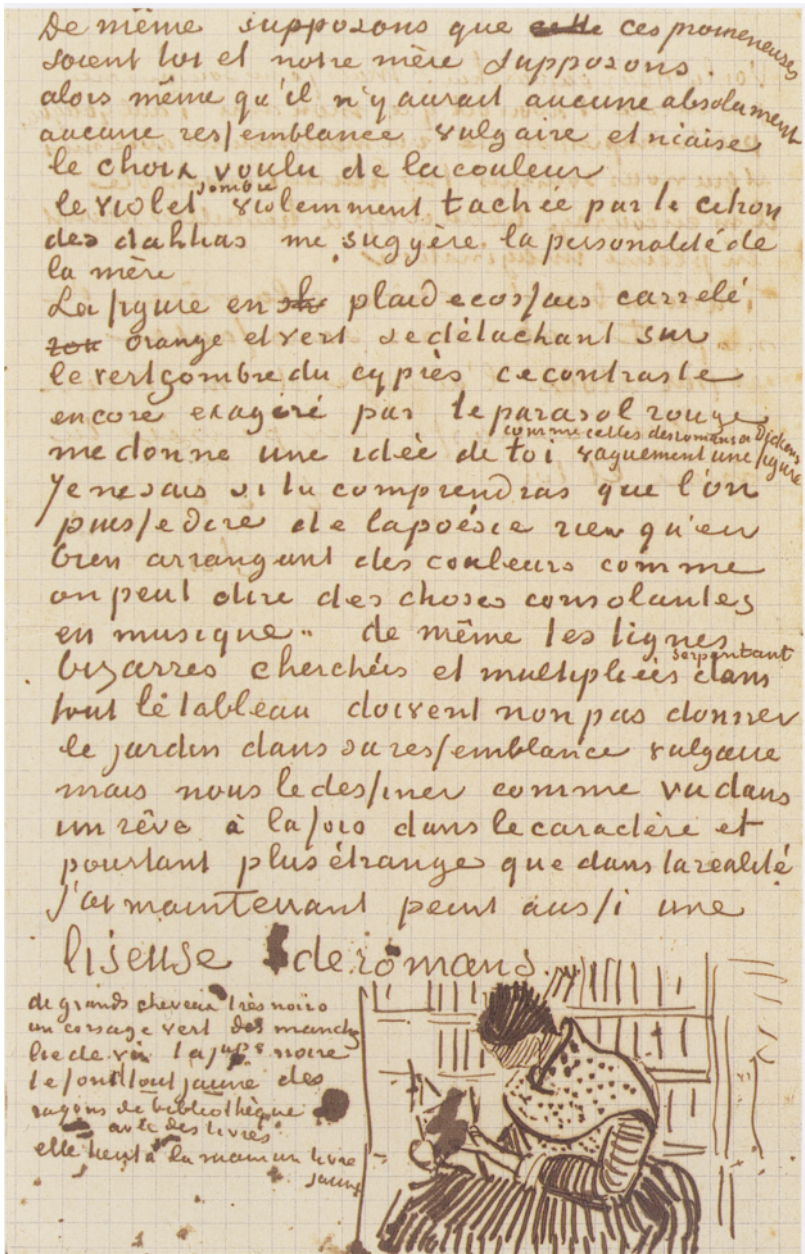 De même supposons que cette ces promeneuses
soient toi et notre mère supposons.
alors même qu'il n'y aurait aucune absolument
aucune ressemblance vulgaire et niaise
le choix voulu de la couleur
le violet sombre violemment tachée par le citron
des dahlias me suggère la personalité de
la mère
La figure en plaid ecossais carrelé
orange et vert se détachant sur
le vert sombre du cyprès ce contraste
encore exagéré par le parasol rouge
me donne une idée de toi vaguement une figure comme celles des romans de Dickens
Je ne sais si tu comprendras que l'on
puisse dire de la poésie rien qu'en
bien arrangeant des couleurs comme
on peut dire des choses consolantes
en musique.. de même les lignes
bizarres cherchées et multipliées serpentant dans
tout le tableau doivent non pas donner
le jardin dans sa ressemblance vulgaire
mais nous le dessiner comme vu dans
un rêve à la fois dans le caractère et
pourtant plus étrange que dans la realité
J'ai maintenant peint aussi une
liseuse de romans.
de grands cheveux très noirs
un corsage vert des manches
lie de vin la jupe noire
le fond tout jaune des
rayons de bibliothèque
avec des livres
elle tient à la main un livre
jaune